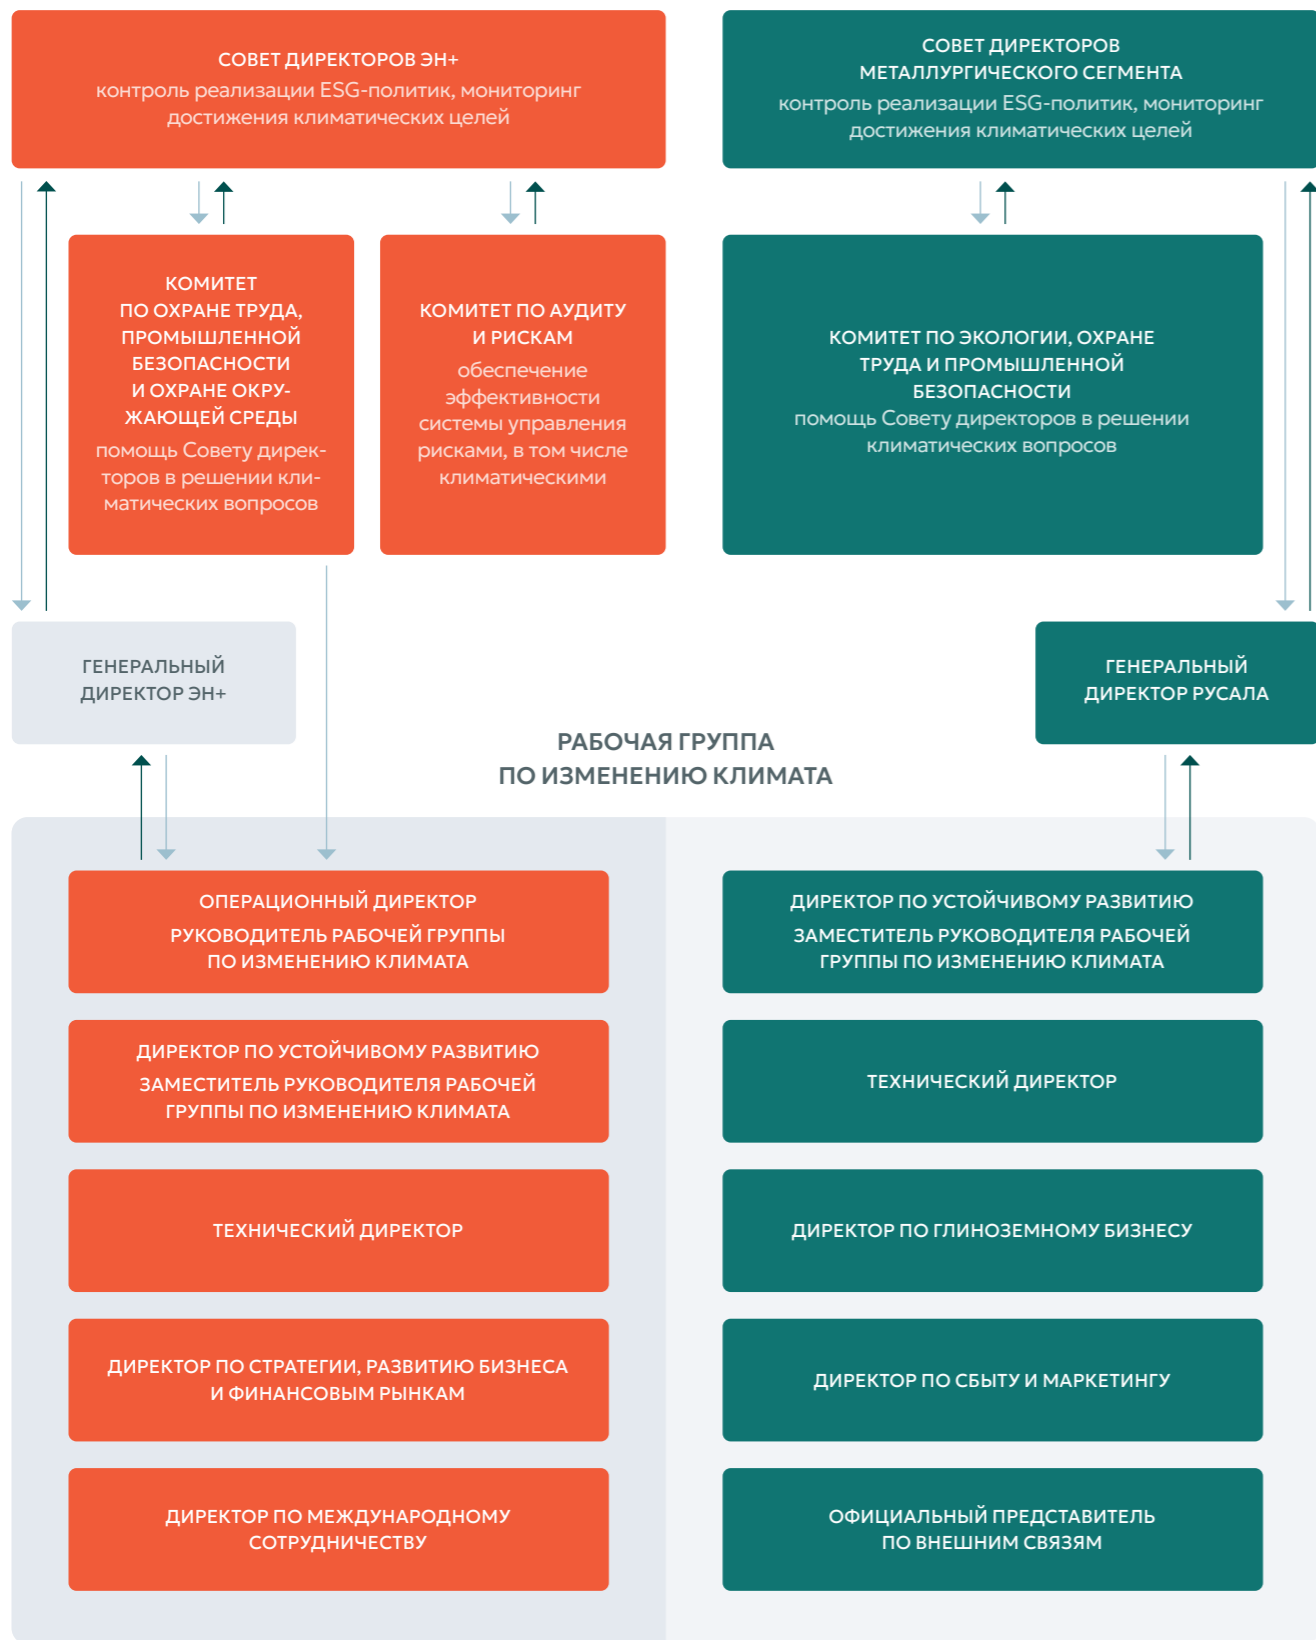 СОВЕТ ДИРЕКТОРОВ ЭН+
контроль реализации ESG-политик, мониторинг
достижения климатических целей
СОВЕТ ДИРЕКТОРОВ
МЕТАЛЛУРГИЧЕСКОГО СЕГМЕНТА
контроль реализации ESG-политик, мониторинг
достижения климатических целей
КОМИТЕТ
ПО ОХРАНЕ ТРУДА,
ПРОМЫШЛЕННОЙ
БЕЗОПАСНОСТИ
И ОХРАНЕ ОКРУ-
ЖАЮЩЕЙ СРЕДЫ
помощь Совету дирек-
торов в решении кли-
матических вопросов
КОМИТЕТ ПО АУДИТУ
И РИСКАМ
обеспечение
эффективности
системы управления
рисками, в том числе
климатическими
КОМИТЕТ ПО ЭКОЛОГИИ, ОХРАНЕ
ТРУДА И ПРОМЫШЛЕННОЙ
БЕЗОПАСНОСТИ
помощь Совету директоров в решении
климатических вопросов
ГЕНЕРАЛЬНЫЙ
ДИРЕКТОР ЭН+
ГЕНЕРАЛЬНЫЙ
ДИРЕКТОР РУСАЛА
РАБОЧАЯ ГРУППА
ПО ИЗМЕНЕНИЮ КЛИМАТА
ОПЕРАЦИОННЫЙ ДИРЕКТОР
РУКОВОДИТЕЛЬ РАБОЧЕЙ ГРУППЫ
ПО ИЗМЕНЕНИЮ КЛИМАТА
ДИРЕКТОР ПО УСТОЙЧИВОМУ РАЗВИТИЮ
ЗАМЕСТИТЕЛЬ РУКОВОДИТЕЛЯ РАБОЧЕЙ
ГРУППЫ ПО ИЗМЕНЕНИЮ КЛИМАТА
ТЕХНИЧЕСКИЙ ДИРЕКТОР
ДИРЕКТОР ПО СТРАТЕГИИ, РАЗВИТИЮ БИЗНЕСА
И ФИНАНСОВЫМ РЫНКАМ
ДИРЕКТОР ПО МЕЖДУНАРОДНОМУ
СОТРУДНИЧЕСТВУ
ДИРЕКТОР ПО УСТОЙЧИВОМУ РАЗВИТИЮ
ЗАМЕСТИТЕЛЬ РУКОВОДИТЕЛЯ РАБОЧЕЙ
ГРУППЫ ПО ИЗМЕНЕНИЮ КЛИМАТА
ТЕХНИЧЕСКИЙ ДИРЕКТОР
ДИРЕКТОР ПО ГЛИНОЗЕМНОМУ БИЗНЕСУ
ДИРЕКТОР ПО СБЫТУ И МАРКЕТИНГУ
ОФИЦИАЛЬНЫЙ ПРЕДСТАВИТЕЛЬ
ПО ВНЕШНИМ СВЯЗЯМ